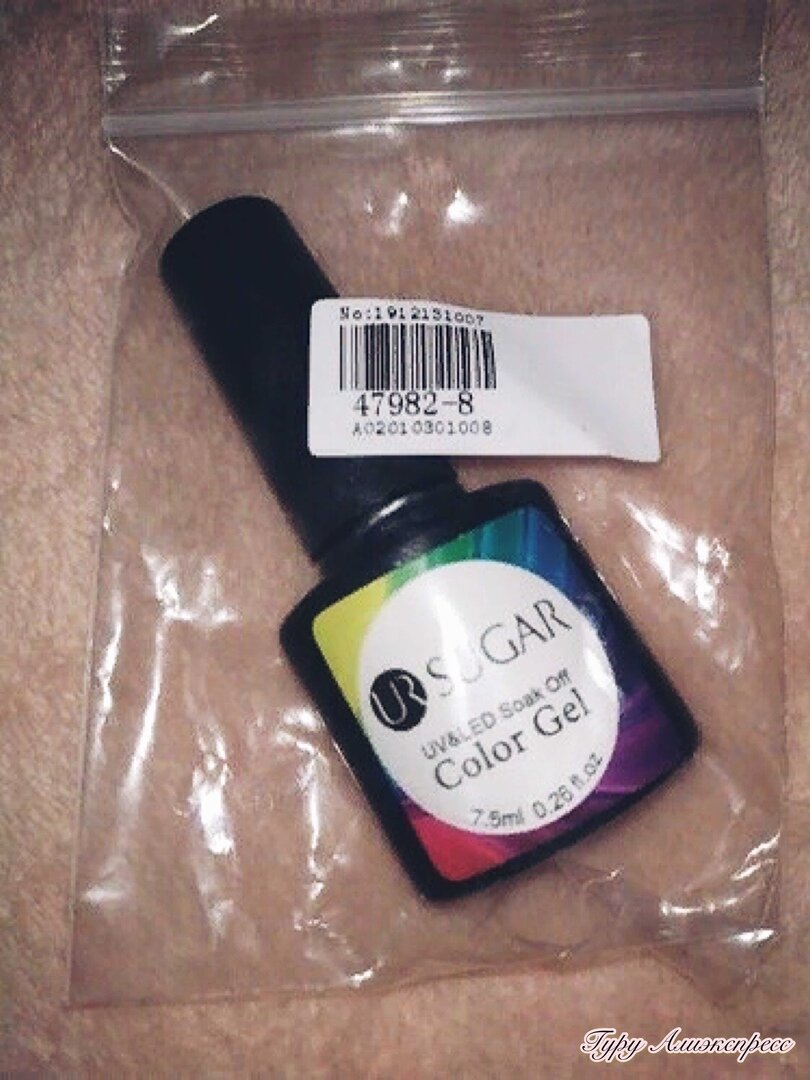 No:1912131007
47982-8
A02010301008
UR SUGAR
UV&LED Soak Off
Color Gel
7.5ml 0.26 fl.oz
Гуру Алиэкспресс